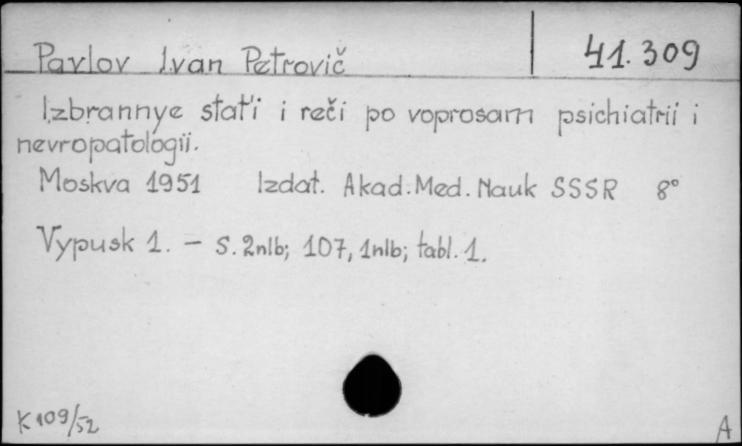 Pavlov Ivan Petrovič 41.309
Izbrannye stat'i i reči po voprosam psichiatrii i
nevropatologii.
Moskva 1951 Izdat. Akad. Med. Nauk SSSR 8°
Vypusk 1. – S. 2nlb; 107, 1nlb; tabl. 1.
K 109/52
A